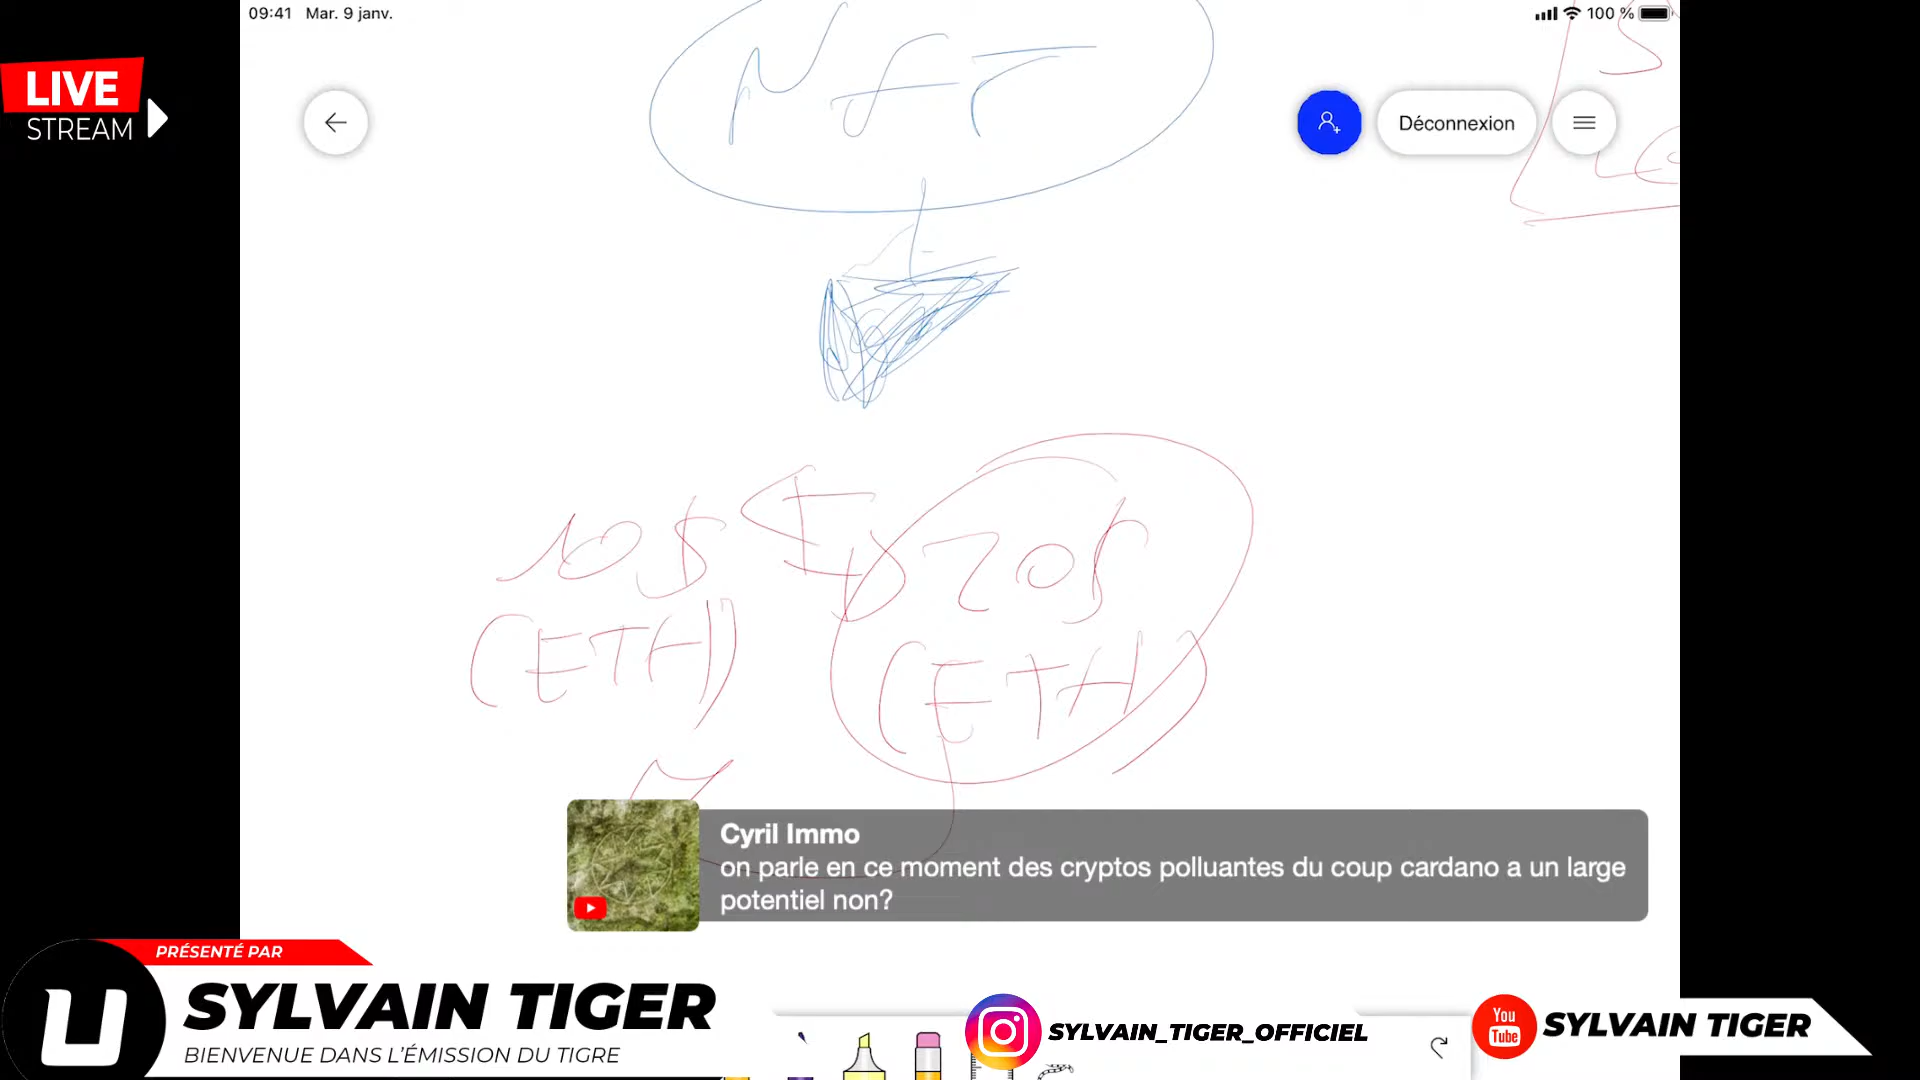 09:41 Mar. 9 janv.
100 %
LIVE
STREAM
NFT
Déconnexion
10$
20$
(ETH)
(ETH)
Cyril Immo
on parle en ce moment des cryptos polluantes du coup cardano a un large
potentiel non?
PRÉSENTÉ PAR
SYLVAIN TIGER
BIENVENUE DANS L'ÉMISSION DU TIGRE
SYLVAIN_TIGER_OFFICIEL
You
Tube
SYLVAIN TIGER